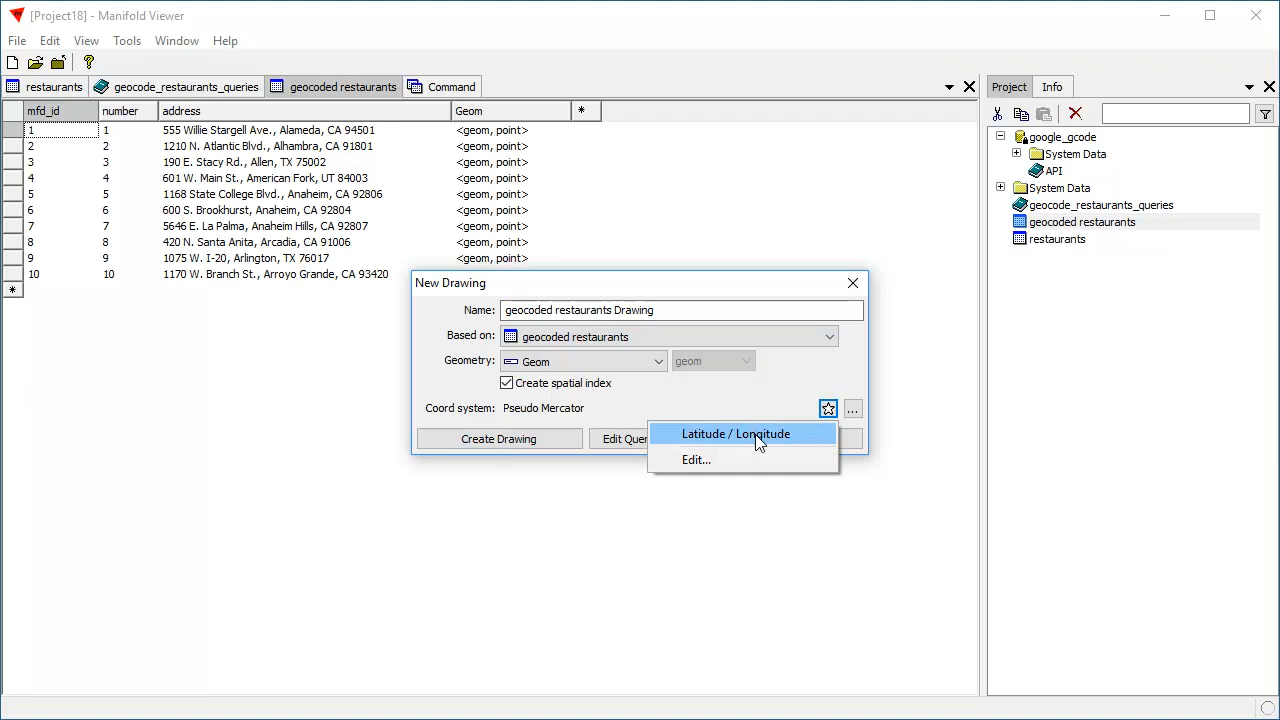 [Project18] - Manifold Viewer
File Edit View Tools Window Help
restaurants geocode_restaurants_queries geocoded restaurants Command
mfd_id number address Geom *
1 1 555 Willie Stargell Ave., Alameda, CA 94501 <geom, point>
2 2 1210 N. Atlantic Blvd., Alhambra, CA 91801 <geom, point>
3 3 190 E. Stacy Rd., Allen, TX 75002 <geom, point>
4 4 601 W. Main St., American Fork, UT 84003 <geom, point>
5 5 1168 State College Blvd., Anaheim, CA 92806 <geom, point>
6 6 600 S. Brookhurst, Anaheim, CA 92804 <geom, point>
7 7 5646 E. La Palma, Anaheim Hills, CA 92807 <geom, point>
8 8 420 N. Santa Anita, Arcadia, CA 91006 <geom, point>
9 9 1075 W. I-20, Arlington, TX 76017 <geom, point>
10 10 1170 W. Branch St., Arroyo Grande, CA 93420 <geom, point>
*
New Drawing
Name: geocoded restaurants Drawing
Based on: geocoded restaurants
Geometry: Geom geom
Create spatial index
Coord system: Pseudo Mercator ...
Create Drawing Edit Quer
Latitude / Longitude
Edit...
Project Info
google_gcode
System Data
API
System Data
geocode_restaurants_queries
geocoded restaurants
restaurants